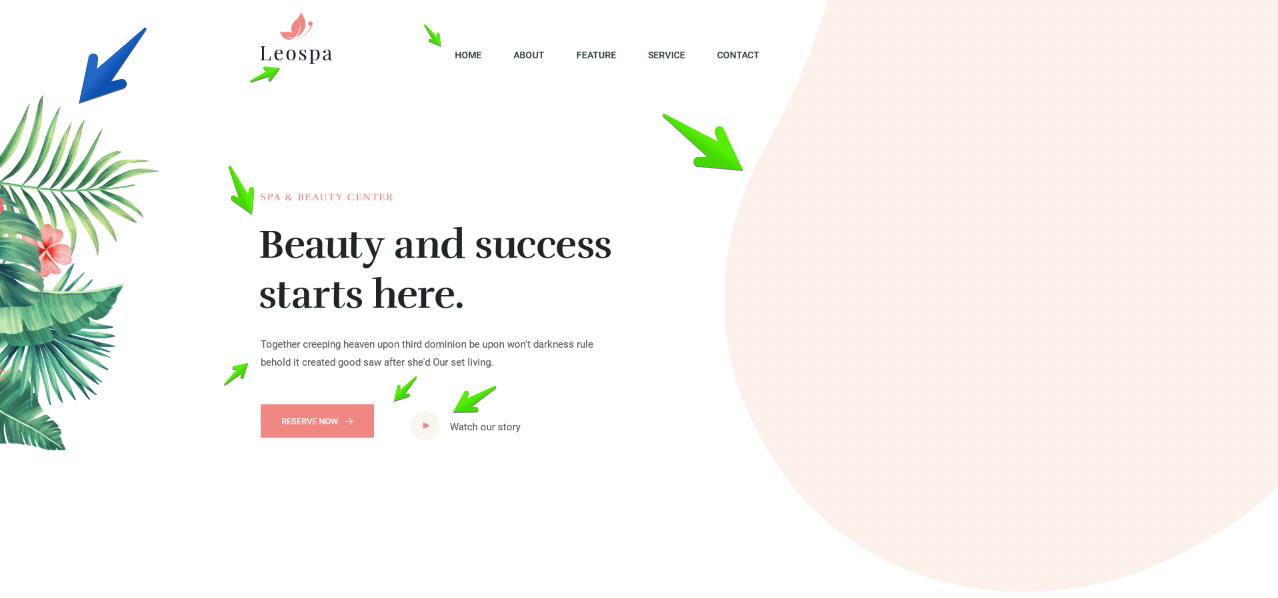 Leospa
HOME ABOUT FEATURE SERVICE CONTACT
SPA & BEAUTY CENTER
Beauty and success
starts here.
Together creeping heaven upon third dominion be upon won't darkness rule
behold it created good saw after she'd Our set living.
RESERVE NOW
Watch our story